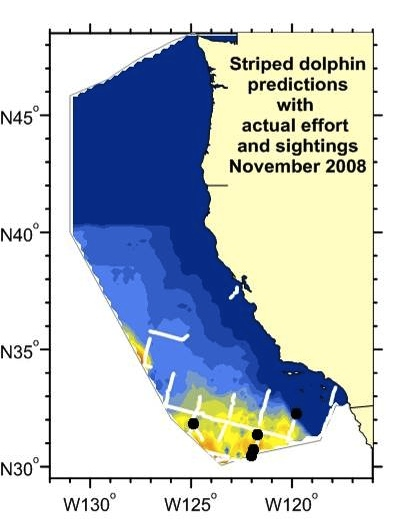 Striped dolphin
predictions
with
actual effort
and sightings
November 2008
N45°
N40°
N35°
N30°
W130° W125° W120°